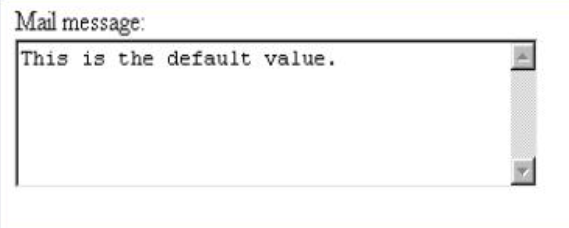 Mail message:
This is the default value.